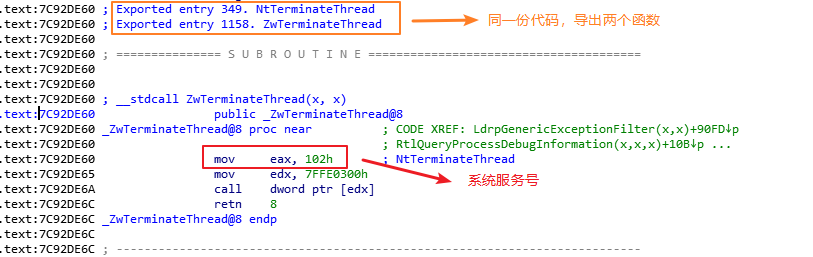 .text:7C92DE60 ; Exported entry 349. NtTerminateThread
.text:7C92DE60 ; Exported entry 1158. ZwTerminateThread
同一份代码，导出两个函数
.text:7C92DE60
.text:7C92DE60 ; =============== S U B R O U T I N E =======================================
.text:7C92DE60
.text:7C92DE60
.text:7C92DE60 ; __stdcall ZwTerminateThread(x, x)
.text:7C92DE60 public _ZwTerminateThread@8
.text:7C92DE60 _ZwTerminateThread@8 proc near ; CODE XREF: LdrpGenericExceptionFilter(x,x)+90FD↓p
.text:7C92DE60 ; RtlQueryProcessDebugInformation(x,x,x)+10B↓p ...
.text:7C92DE60 mov eax, 102h ; NtTerminateThread
.text:7C92DE65 mov edx, 7FFE0300h
系统服务号
.text:7C92DE6A call dword ptr [edx]
.text:7C92DE6C retn 8
.text:7C92DE6C _ZwTerminateThread@8 endp
.text:7C92DE6C
.text:7C92DE6C ; ---------------------------------------------------------------------------